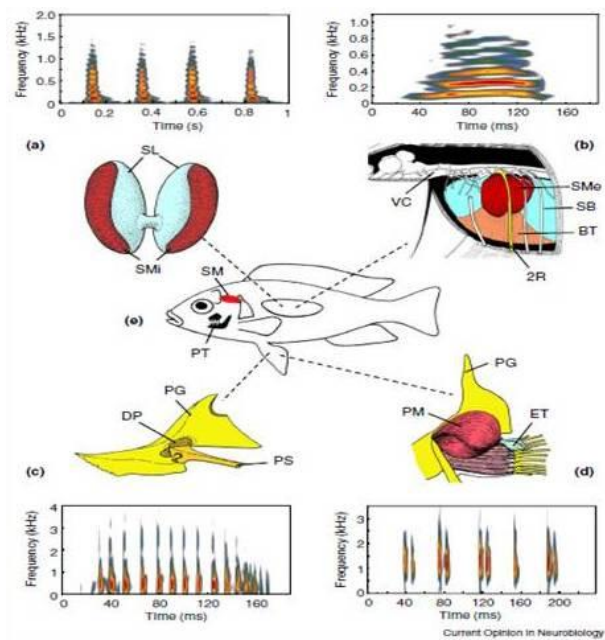 Frequency (kHz)
2.0
1.5
1.0
0.5
0
0
0.2
0.4
0.6
0.8
1
Time (s)
Frequency (kHz)
1.0
0.8
0.6
0.4
0.2
0
0
60
100
140
180
Time (ms)
(a)
SL
SMi
(b)
VC
SMe
SB
BT
2R
(e)
SM
PT
PG
DP
PS
(c)
PG
PM
ET
(d)
Frequency (kHz)
4
3
2
1
0
0
40
80
120
160
Time (ms)
Frequency (kHz)
3
2
1
0
0
40
80
120
160
200
Time (ms)
Current Opinion in Neurobiology